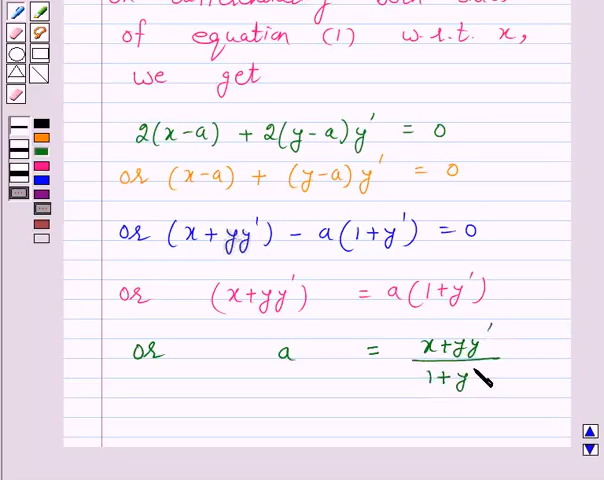 of equation (1) w.r.t. x,
we get
2(x-a) + 2(y-a)y' = 0
or (x-a) + (y-a)y' = 0
or (x+yy') - a(1+y') = 0
or (x+yy') = a(1+y')
or a = x+yy'
1+y